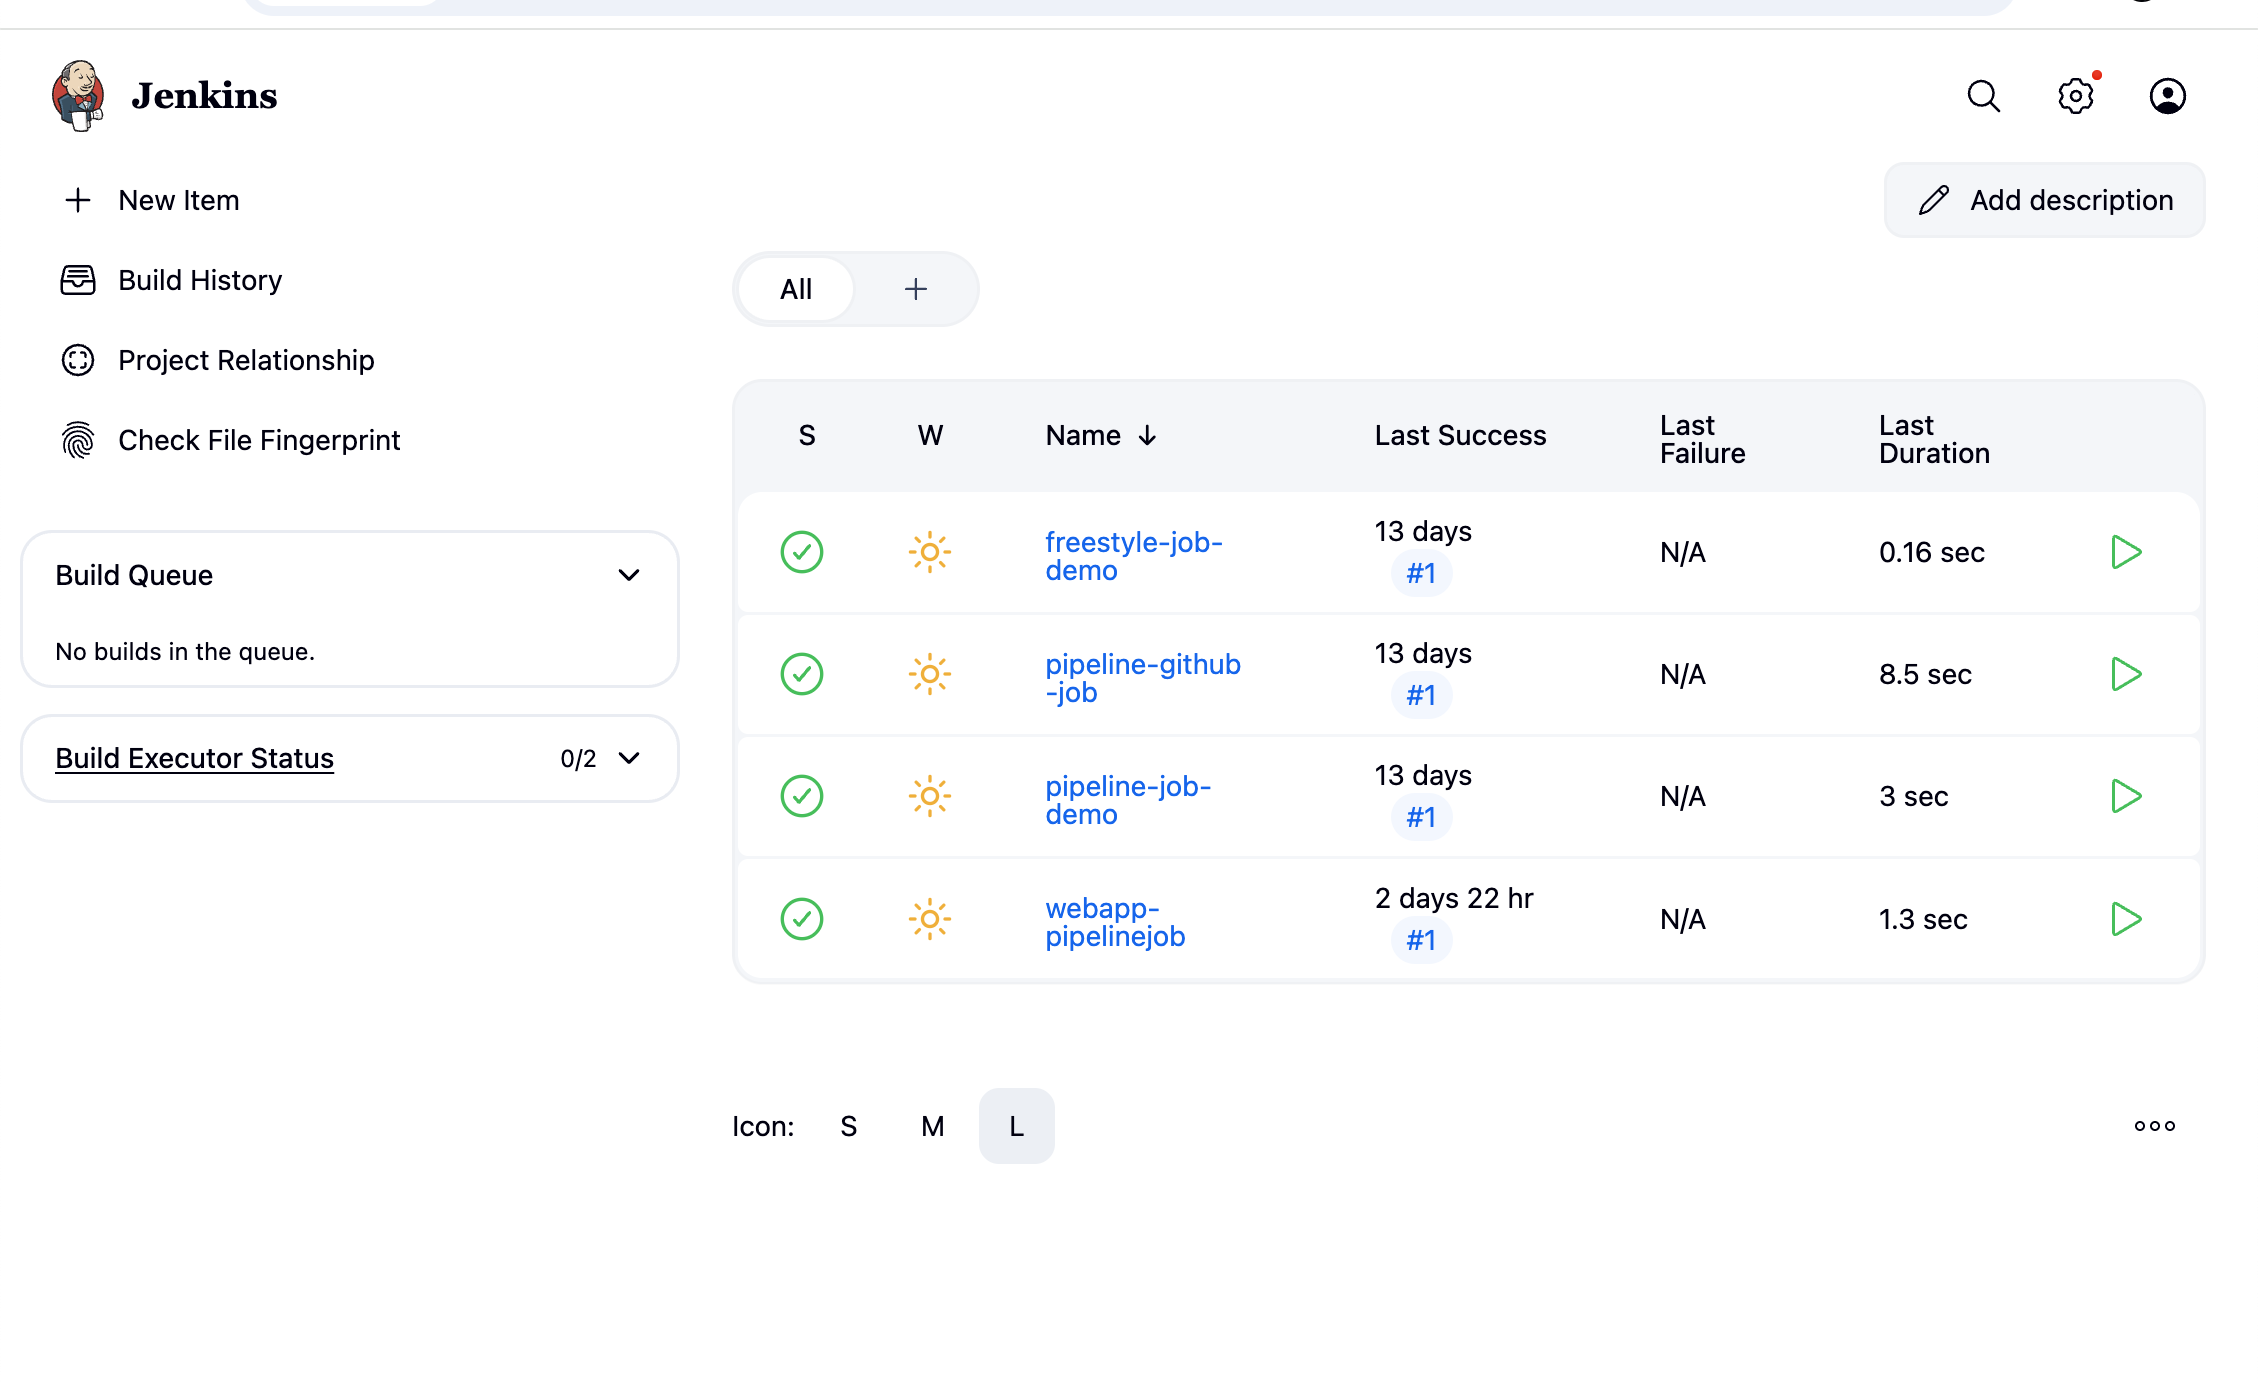 Jenkins
New Item
Build History
Project Relationship
Check File Fingerprint
Build Queue
No builds in the queue.
Build Executor Status 0/2
Add description
All
S W Name ↓ Last Success Last Failure Last Duration
freestyle-job-
demo
13 days
#1
N/A
0.16 sec
pipeline-github
-job
13 days
#1
N/A
8.5 sec
pipeline-job-
demo
13 days
#1
N/A
3 sec
webapp-
pipelinejob
2 days 22 hr
#1
N/A
1.3 sec
Icon: S M L